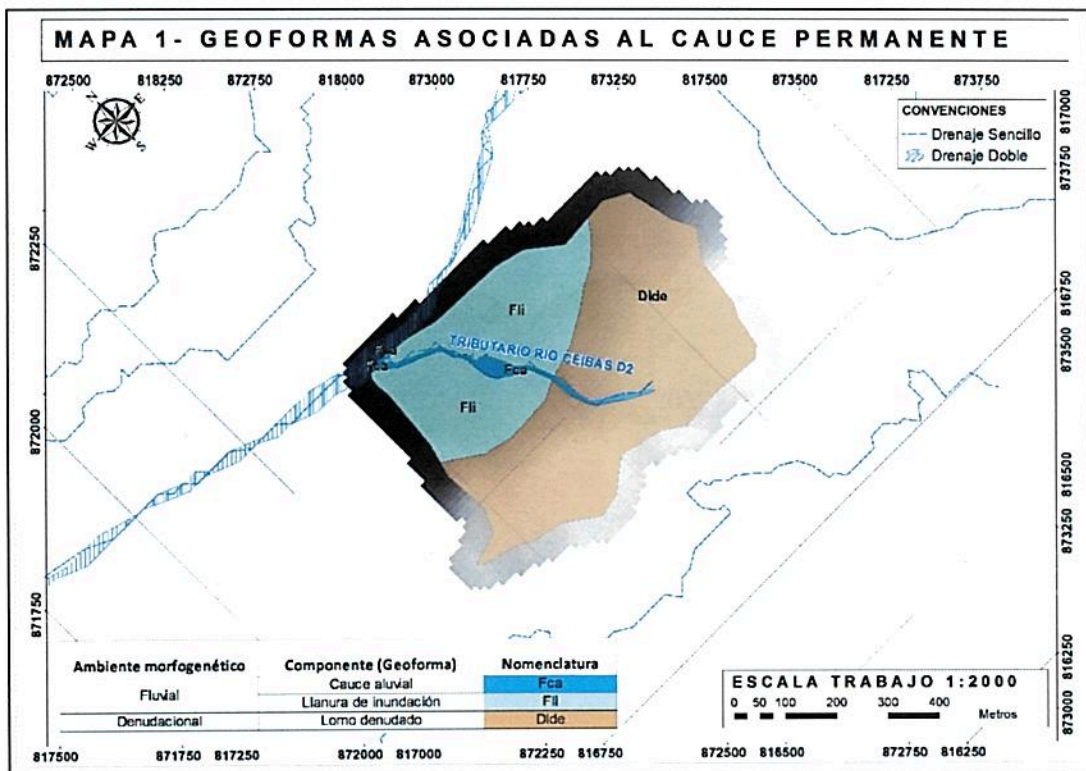 MAPA 1- GEOFORMAS ASOCIADAS AL CAUCE PERMANENTE
872500 818250 872750 818000 873000 817750 873250 817500 873500 817250 873750
N E W S
CONVENCIONES
Drenaje Sencillo
Drenaje Doble
817000
873750
816750
873500
816500
873250
816250
873000
872250
872000
871750
Dlde
Fli
TRIBUTARIO RIO CEIBAS D2
Fca
Fli
Ambiente morfogenético Componente (Geoforma) Nomenclatura
Fluvial Cauce aluvial Fca
Llanura de inundación Fli
Denudacional Lomo denudado Dlde
ESCALA TRABAJO 1:2000
0 50 100 200 300 400 Metros
817500 871750 817250 872000 817000 872250 816750 872500 816500 872750 816250